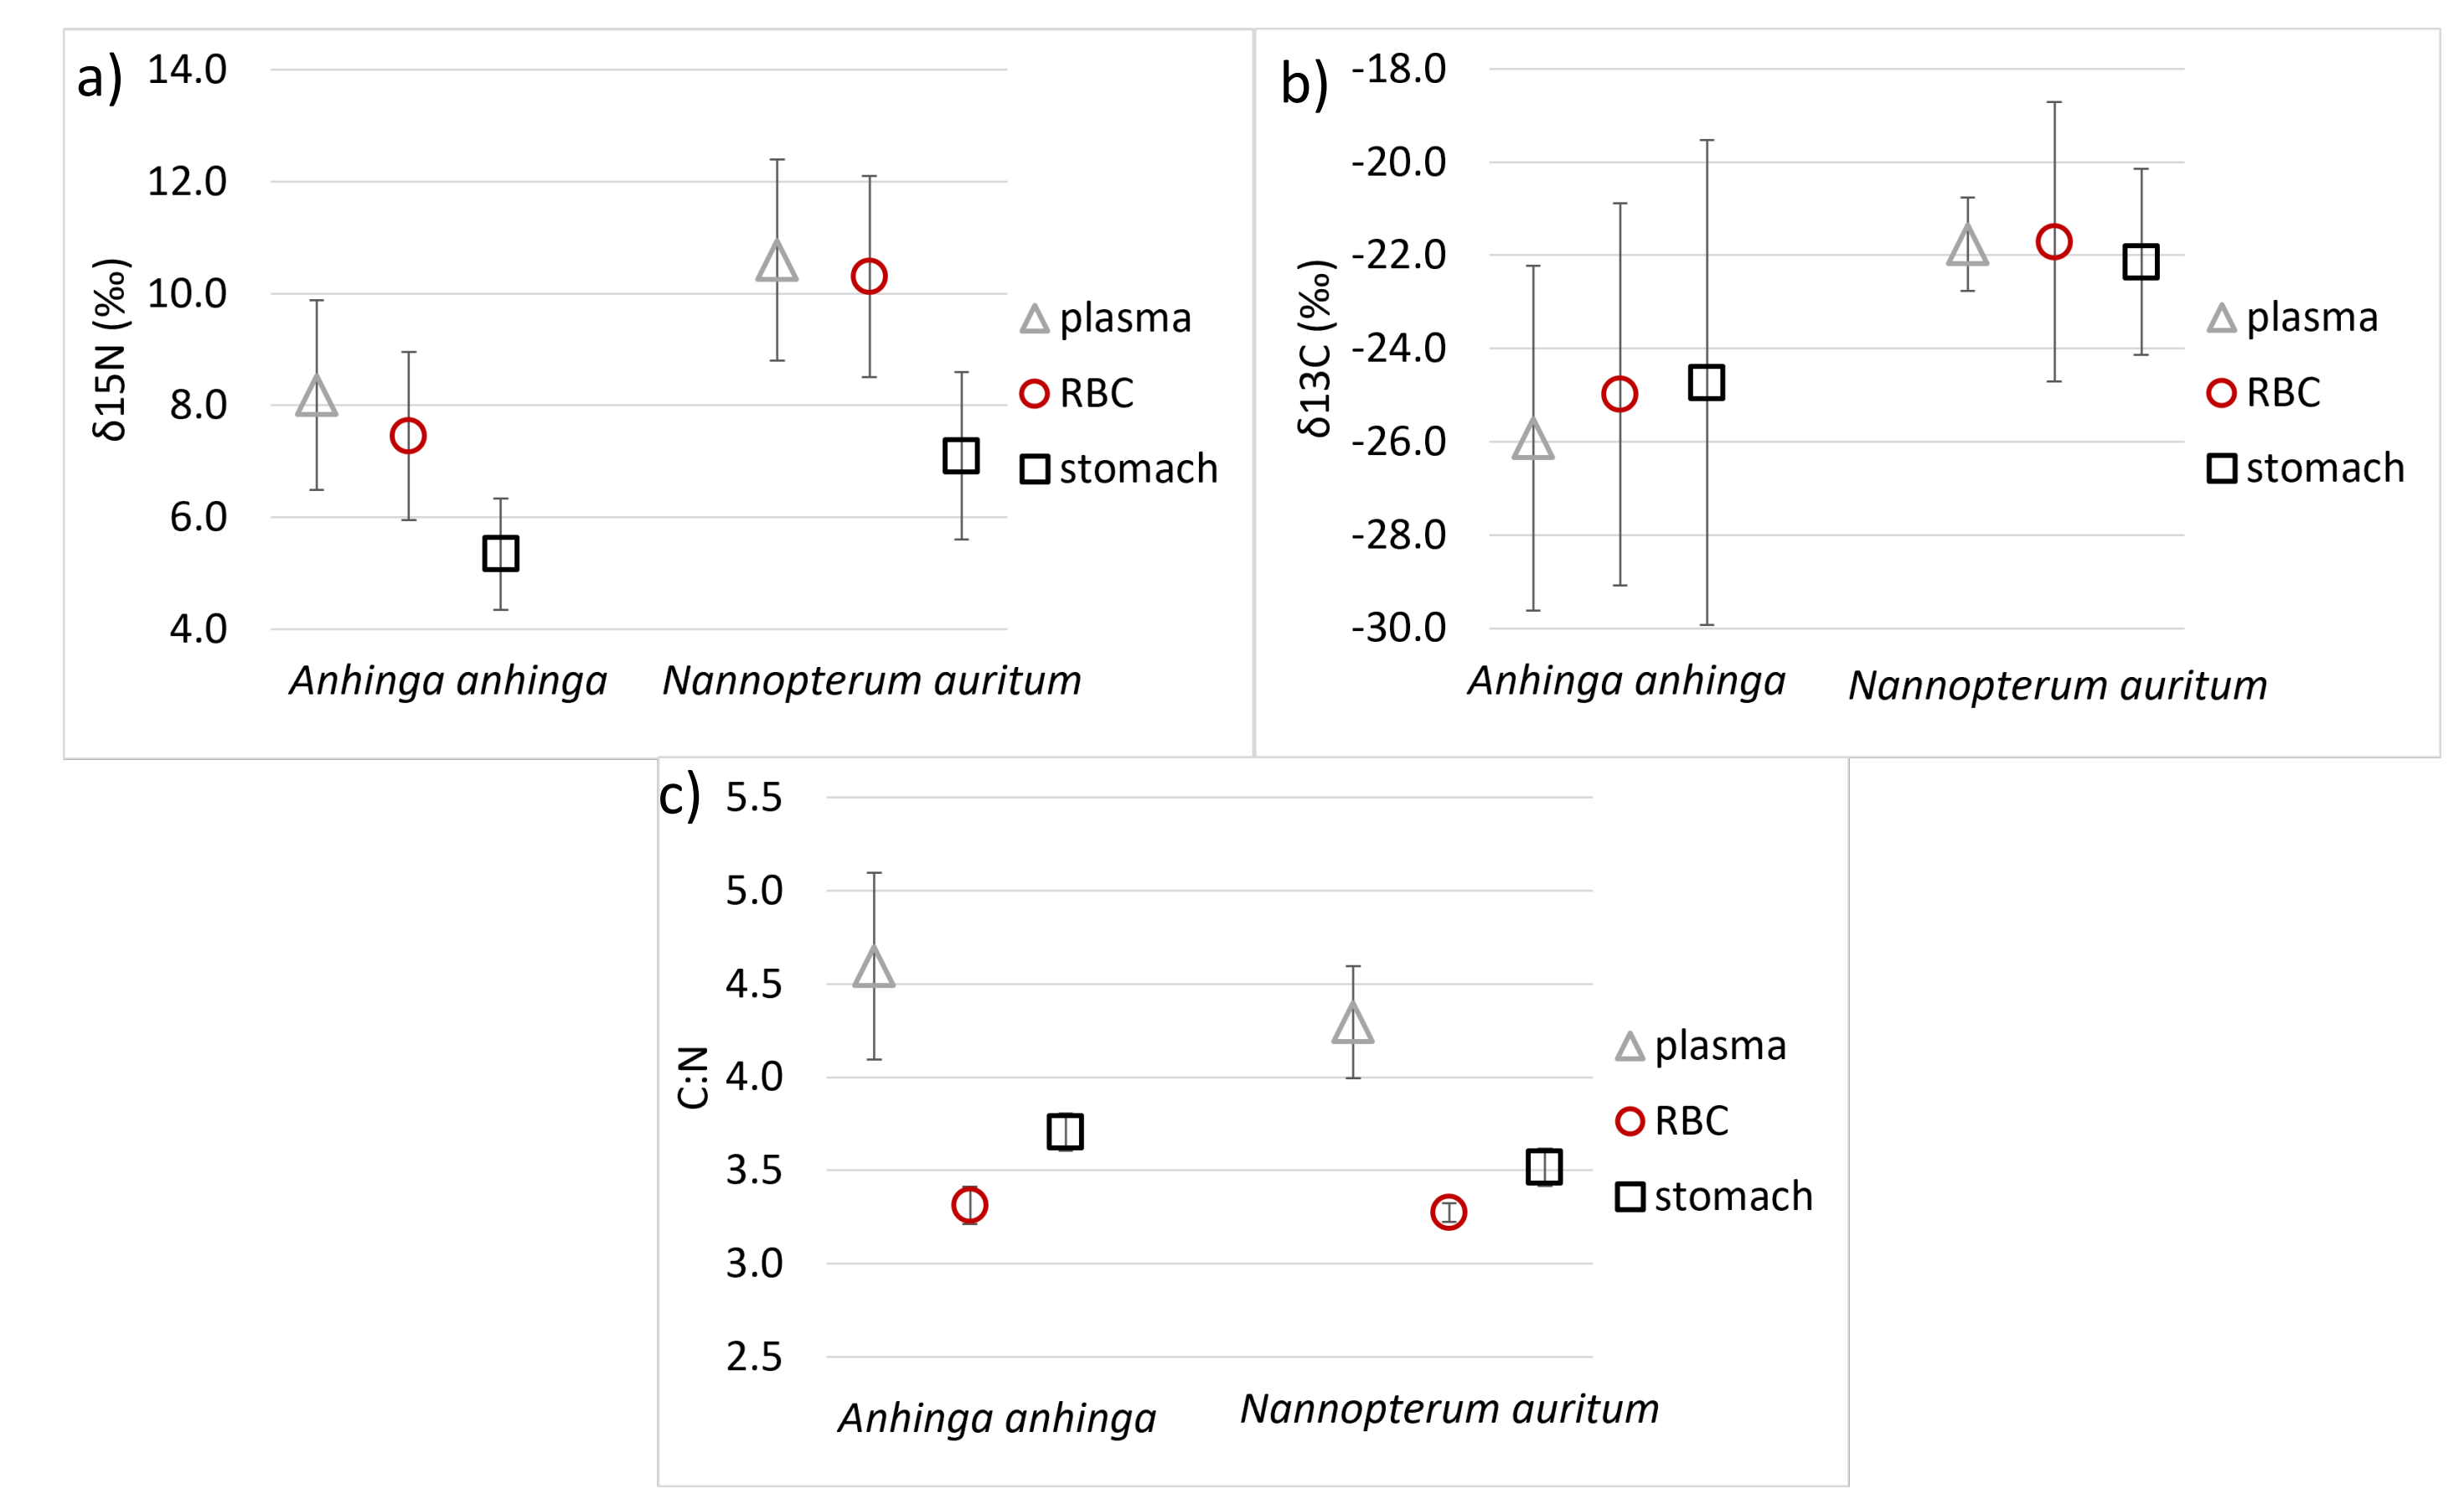 a)
14.0
12.0
10.0
8.0
6.0
4.0
δ15N (‰)
Anhinga anhinga
Nannopterum auritum
plasma
RBC
stomach
b)
-18.0
-20.0
-22.0
-24.0
-26.0
-28.0
-30.0
δ13C (‰)
Anhinga anhinga
Nannopterum auritum
plasma
RBC
stomach
c)
5.5
5.0
4.5
4.0
3.5
3.0
2.5
C:N
Anhinga anhinga
Nannopterum auritum
plasma
RBC
stomach